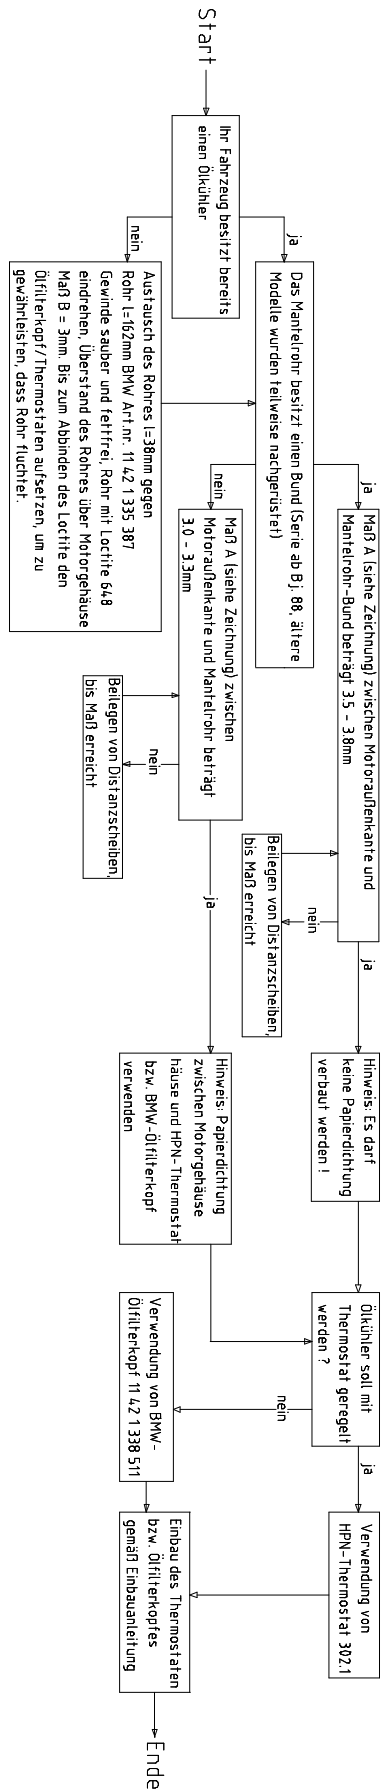 Start
Ihr Fahrzeug besitzt bereits
einen Ölkühler
ja
nein
Das Mantelrohr besitzt einen Bund (Serie ab Bj. 88, ältere
Modelle wurden teilweise nachgerüstet)
Austausch des Rohres l=38mm gegen
Rohr l=162mm BMW Art.nr. 11 42 1 335 387
Gewinde sauber und fettfrei, Rohr mit Loctite 648
eindrehen, Überstand des Rohres über Motorgehäuse
Maß B = 3mm. Bis zum Abbinden des Loctite den
Ölfilterkopf/Thermostaten aufsetzen, um zu
gewährleisten, dass Rohr fluchtet.
ja
nein
Maß A (siehe Zeichnung) zwischen Motoraußenkante und
Mantelrohr-Bund beträgt 3.5 - 3.8mm
Maß A (siehe Zeichnung) zwischen
Motoraußenkante und Mantelrohr beträgt
3.0 - 3.3mm
nein
Beilegen von Distanzscheiben,
bis Maß erreicht
nein
Beilegen von Distanzscheiben,
bis Maß erreicht
ja
ja
Hinweis: Es darf
keine Papierdichtung
verbaut werden !
Hinweis: Papierdichtung
zwischen Motorgehäuse
häuse und HPN-Thermostat
bzw. BMW-Ölfilterkopf
verwenden
Ölkühler soll mit
Thermostat geregelt
werden ?
ja
nein
Verwendung von
HPN-Thermostat 302.1
Verwendung von BMW-
Ölfilterkopf 11 42 1 338 511
Einbau des Thermostaten
bzw. Ölfilterkopfes
gemäß Einbauanleitung
Ende